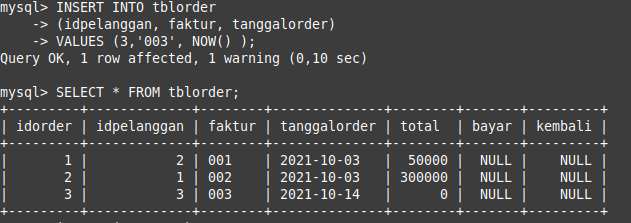 mysql> INSERT INTO tblorder
    -> (idpelanggan, faktur, tanggalorder)
    -> VALUES (3,'003', NOW() );
Query OK, 1 row affected, 1 warning (0,10 sec)

mysql> SELECT * FROM tblorder;
+---------+-------------+--------+--------------+--------+-------+---------+
| idorder | idpelanggan | faktur | tanggalorder | total  | bayar | kembali |
+---------+-------------+--------+--------------+--------+-------+---------+
|       1 |           2 | 001    | 2021-10-03   |  50000 |  NULL |    NULL |
|       2 |           1 | 002    | 2021-10-03   | 300000 |  NULL |    NULL |
|       3 |           3 | 003    | 2021-10-14   |      0 |  NULL |    NULL |
+---------+-------------+--------+--------------+--------+-------+---------+